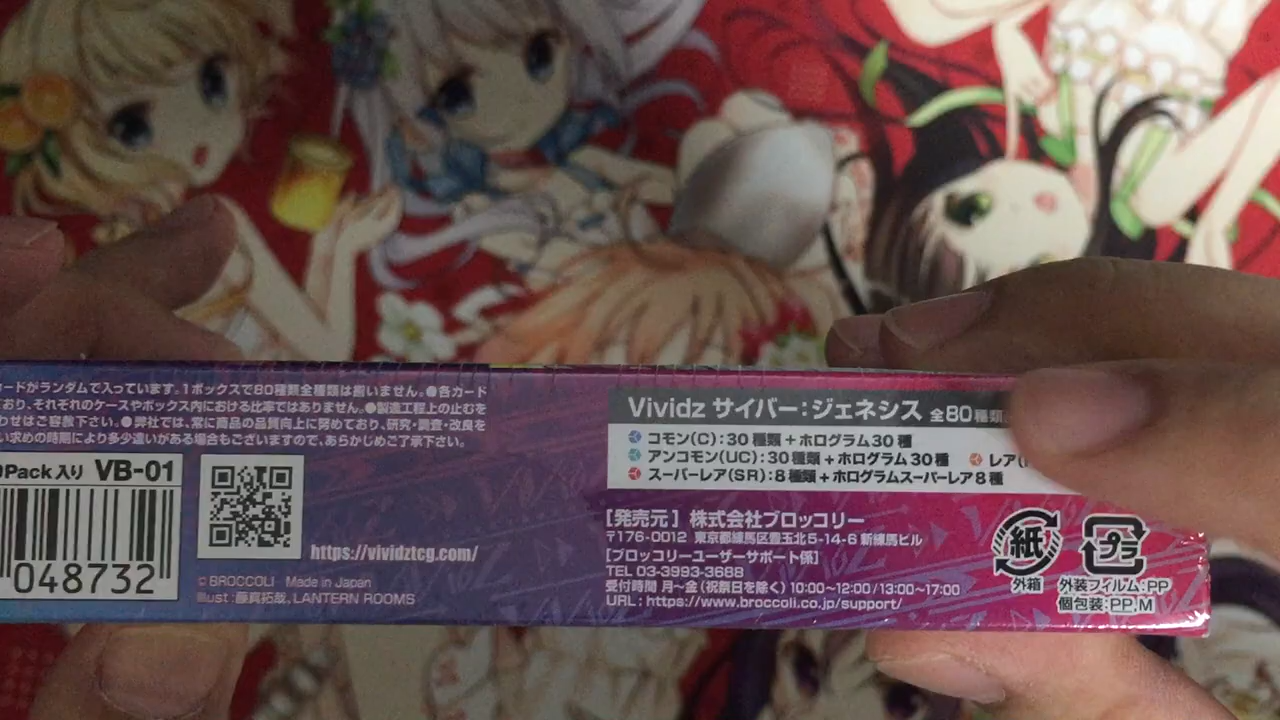 カードがランダムで入っています。1ボックスで80種類全種類は揃いません。●各カード
おり、それぞれのケースやボックス内における比率ではありません。●製造工程上の止むを
わせはご容赦下さい。●弊社では、常に商品の品質向上に努めており、研究・調査・改良を
い求めの時期により多少違いがある場合もございますので、あらかじめご了承下さい。
Pack入り VB-01
048732
https://vividztcg.com/
© BROCCOLI Made in Japan
Illust:藤真拓哉, LANTERN ROOMS
Vividz サイバー:ジェネシス 全80種類
コモン(C):30種類+ホログラム30種
アンコモン(UC):30種類+ホログラム30種 レア(
スーパーレア(SR):8種類+ホログラムスーパーレア8種
[発売元] 株式会社ブロッコリー
〒176-0012 東京都練馬区豊玉北5-14-6 新練馬ビル
[ブロッコリーユーザーサポート係]
TEL 03-3993-3688
受付時間 月~金(祝祭日を除く) 10:00~12:00/13:00~17:00
URL:https://www.broccoli.co.jp/support/
紙
外箱
プラ
外装フィルム:PP
個包装:PP,M